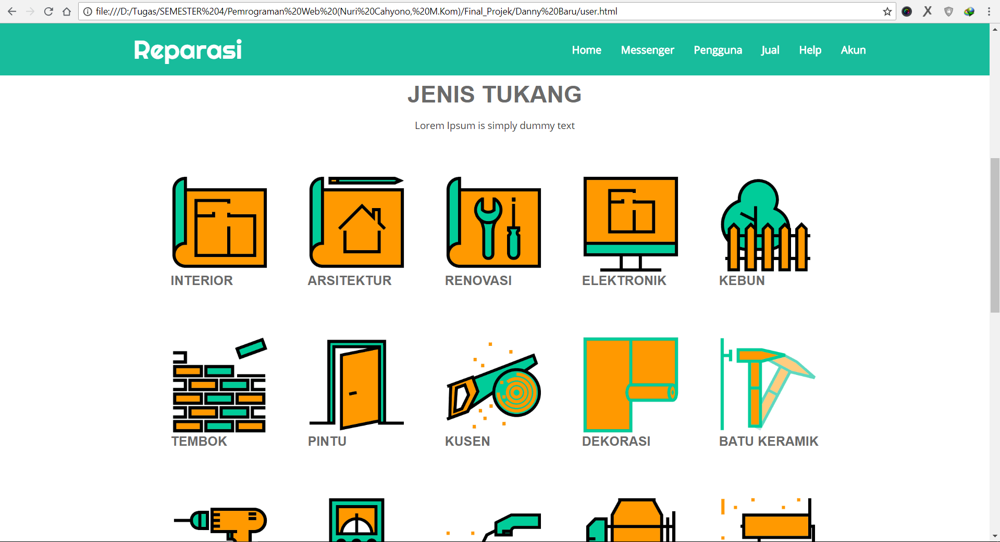 file:///D:/Tugas/SEMESTER%204/Pemrograman%20Web%20(Nuri%20Cahyono,%20M.Kom)/Final_Projek/Danny%20Baru/user.html
Reparasi
Home Messenger Pengguna Jual Help Akun
JENIS TUKANG
Lorem Ipsum is simply dummy text
INTERIOR ARSITEKTUR RENOVASI ELEKTRONIK KEBUN
TEMBOK PINTU KUSEN DEKORASI BATU KERAMIK